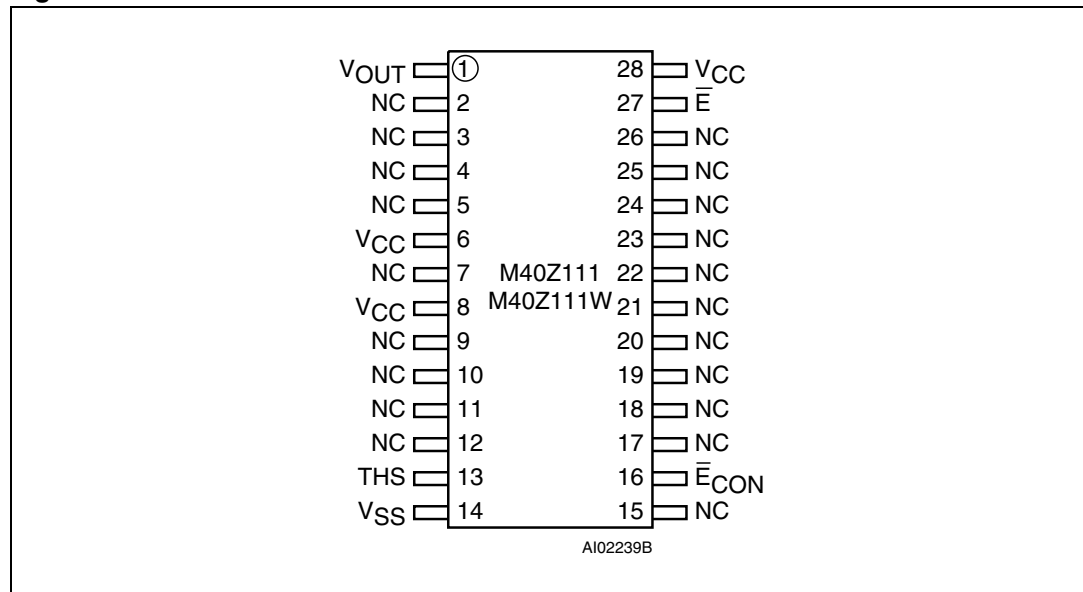 VOUT 1 28 VCC
NC 2 27 E̅
NC 3 26 NC
NC 4 25 NC
NC 5 24 NC
VCC 6 23 NC
NC 7 M40Z111 22 NC
VCC 8 M40Z111W 21 NC
NC 9 20 NC
NC 10 19 NC
NC 11 18 NC
NC 12 17 NC
THS 13 16 E̅CON
VSS 14 15 NC
AI02239B